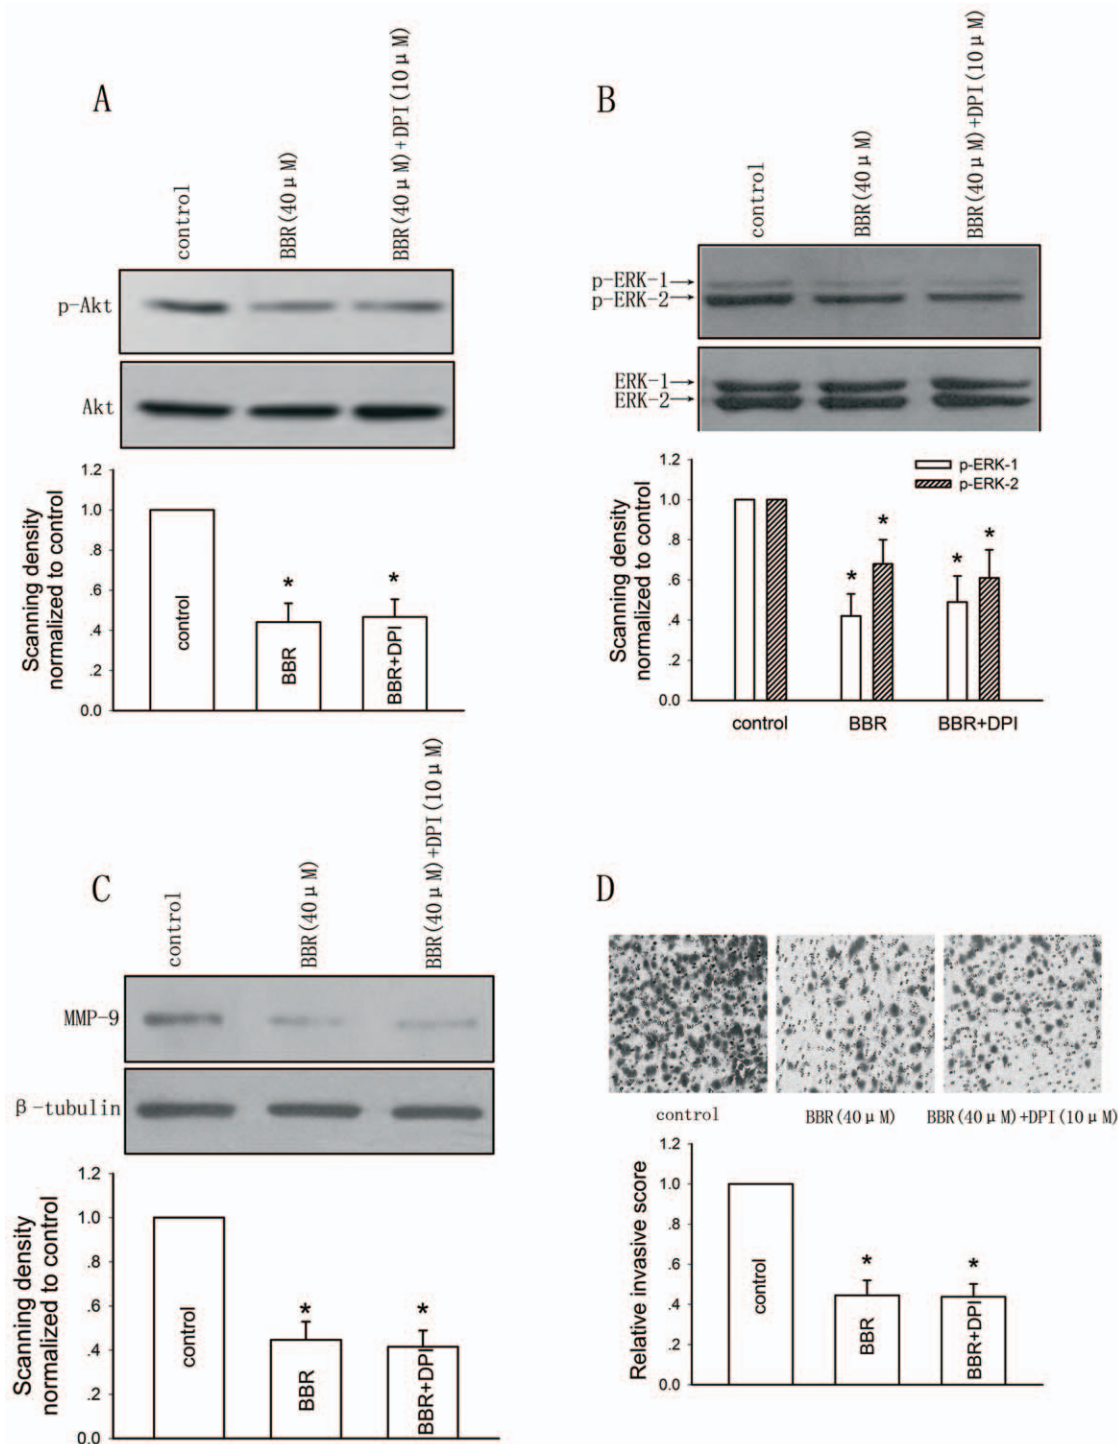 A
control
BBR(40μM)
BBR(40μM)+DPI(10μM)
p-Akt
Akt
1.2
1.0
.8
.6
.4
.2
0.0
Scanning density
normalized to control
control
*
BBR
*
BBR+DPI
B
control
BBR(40μM)
BBR(40μM)+DPI(10μM)
p-ERK-1
p-ERK-2
ERK-1
ERK-2
1.2
1.0
.8
.6
.4
.2
0.0
Scanning density
normalized to control
p-ERK-1
p-ERK-2
* *
* *
control BBR BBR+DPI
C
control
BBR(40μM)
BBR(40μM)+DPI(10μM)
MMP-9
β-tubulin
1.2
1.0
.8
.6
.4
.2
0.0
Scanning density
normalized to control
control
*
BBR
*
BBR+DPI
D
control BBR(40μM) BBR(40μM)+DPI(10μM)
1.2
1.0
.8
.6
.4
.2
0.0
Relative invasive score
control
*
BBR
*
BBR+DPI